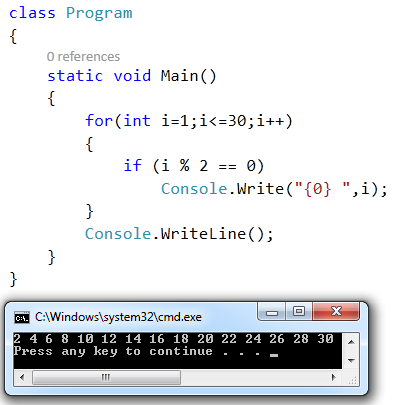 class Program
{
0 references
static void Main()
{
for(int i=1;i<=30;i++)
{
if (i % 2 == 0)
Console.Write("{0} ",i);
}
Console.WriteLine();
}
}
C:\Windows\system32\cmd.exe
2 4 6 8 10 12 14 16 18 20 22 24 26 28 30
Press any key to continue . . . _